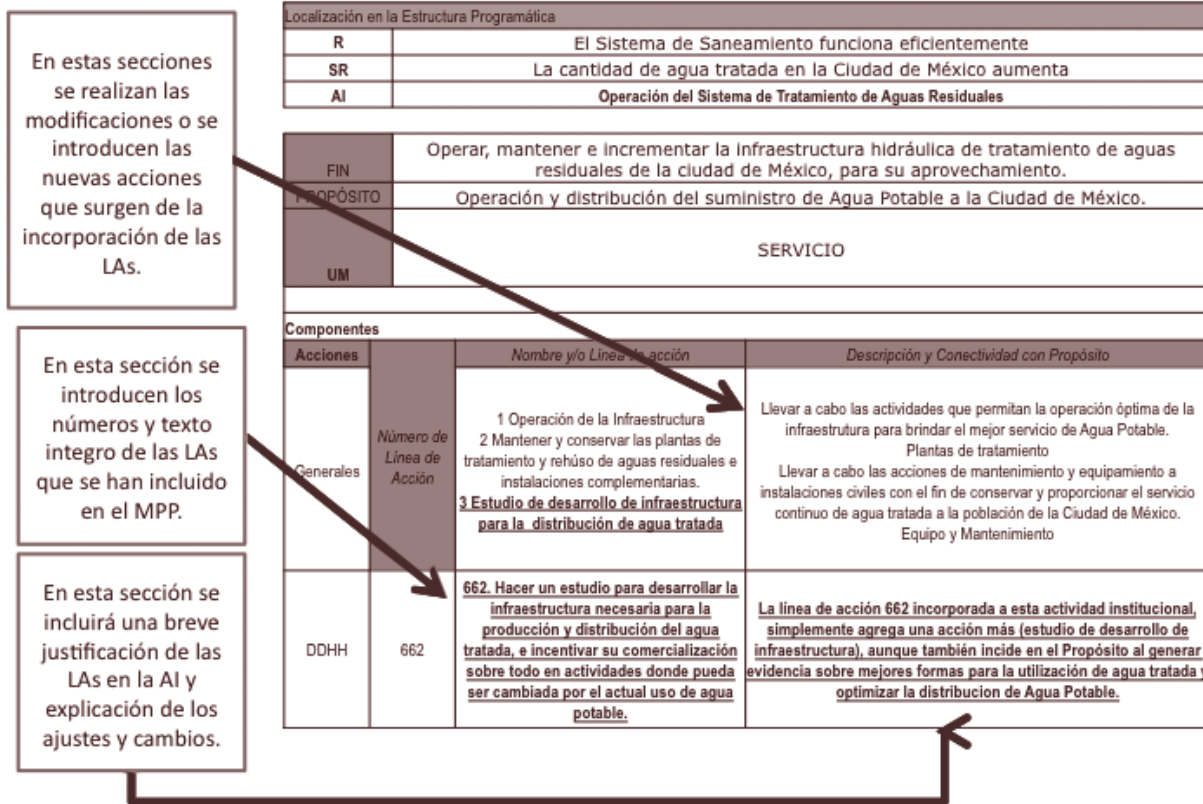 En estas secciones
se realizan las
modificaciones o se
introducen las
nuevas acciones
que surgen de la
incorporación de las
LAs.
En esta sección se
introducen los
números y texto
integro de las LAs
que se han incluido
en el MPP.
En esta sección se
incluirá una breve
justificación de las
LAs en la AI y
explicación de los
ajustes y cambios.
Localización en la Estructura Programática
R El Sistema de Saneamiento funciona eficientemente
SR La cantidad de agua tratada en la Ciudad de México aumenta
AI Operación del Sistema de Tratamiento de Aguas Residuales
FIN Operar, mantener e incrementar la infraestructura hidráulica de tratamiento de aguas
residuales de la ciudad de México, para su aprovechamiento.
PROPÓSITO Operación y distribución del suministro de Agua Potable a la Ciudad de México.
UM SERVICIO
Componentes
Acciones
Número de
Línea de
Acción
Nombre y/o Línea de acción
Descripción y Conectividad con Propósito
Generales
1 Operación de la Infraestructura
2 Mantener y conservar las plantas de
tratamiento y rehúso de aguas residuales e
instalaciones complementarias.
3 Estudio de desarrollo de infraestructura
para la distribución de agua tratada
Llevar a cabo las actividades que permitan la operación óptima de la
infraestrutura para brindar el mejor servicio de Agua Potable.
Plantas de tratamiento
Llevar a cabo las acciones de mantenimiento y equipamiento a
instalaciones civiles con el fin de conservar y proporcionar el servicio
continuo de agua tratada a la población de la Ciudad de México.
Equipo y Mantenimiento
DDHH
662
662. Hacer un estudio para desarrollar la
infraestructura necesaria para la
producción y distribución del agua
tratada, e incentivar su comercialización
sobre todo en actividades donde pueda
ser cambiada por el actual uso de agua
potable.
La línea de acción 662 incorporada a esta actividad institucional,
simplemente agrega una acción más (estudio de desarrollo de
infraestructura), aunque también incide en el Propósito al generar
evidencia sobre mejores formas para la utilización de agua tratada y
optimizar la distribucion de Agua Potable.